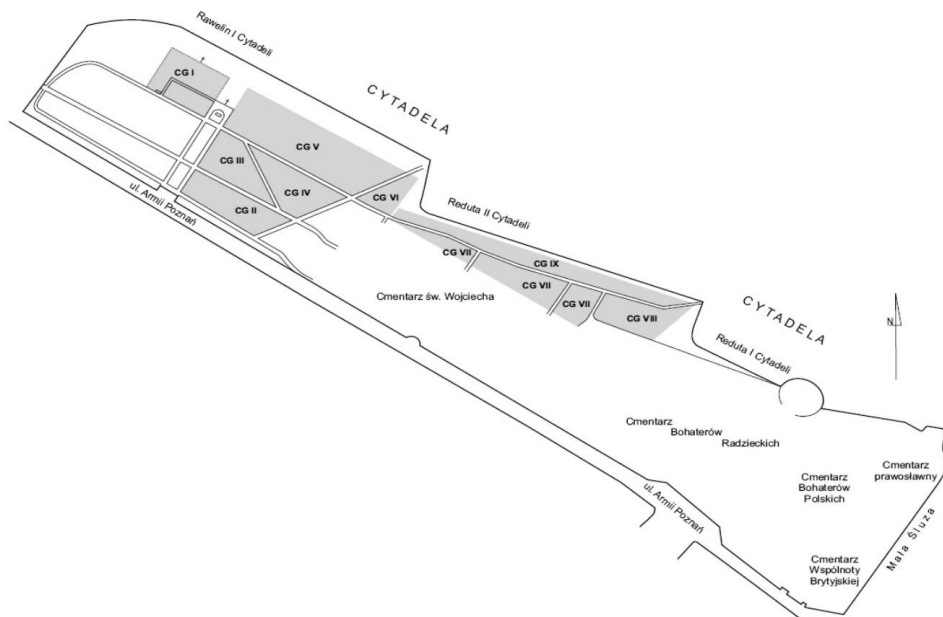 Rawelin I Cytadeli
CG I
CYTADELA
CG V
CG III
CG IV
CG VI
CG II
ul. Armii Poznań
Reduta II Cytadeli
CG VII
CG IX
CG VII
CG VII
CG VIII
Cmentarz św. Wojciecha
CYTADELA
N
Reduta I Cytadeli
Cmentarz
Bohaterów
Radzieckich
Cmentarz
prawosławny
Cmentarz
Bohaterów
Polskich
ul. Armii Poznań
Mała Śluza
Cmentarz
Wspólnoty
Brytyjskiej